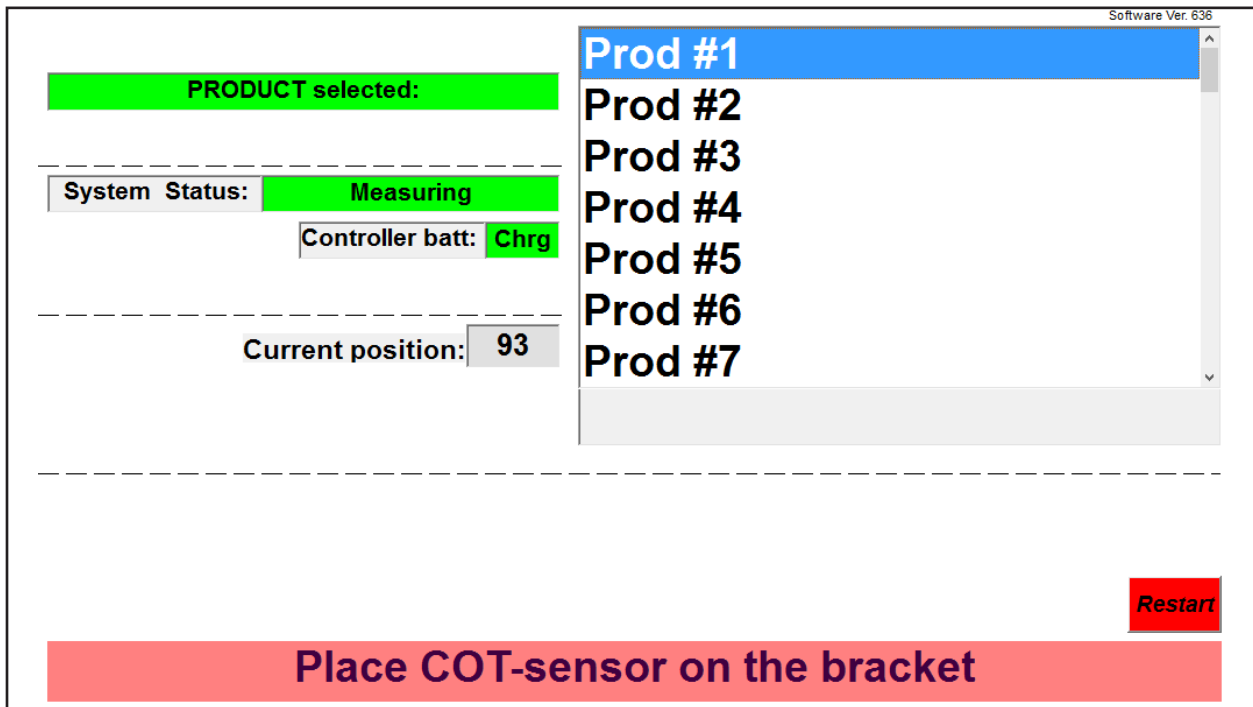 Software Ver. 636
PRODUCT selected:
System Status: Measuring
Controller batt: Chrg
Current position: 93
Prod #1
Prod #2
Prod #3
Prod #4
Prod #5
Prod #6
Prod #7
Restart
Place COT-sensor on the bracket